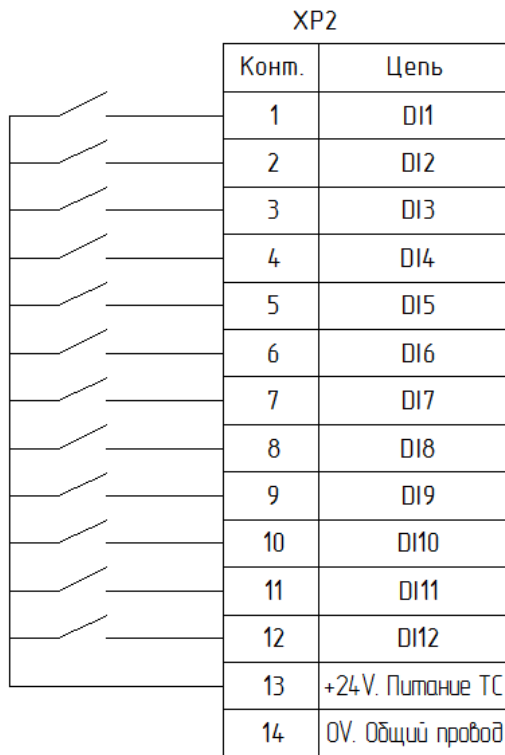 XP2
Конт. Цепь
1 DI1
2 DI2
3 DI3
4 DI4
5 DI5
6 DI6
7 DI7
8 DI8
9 DI9
10 DI10
11 DI11
12 DI12
13 +24V. Питание ТС
14 0V. Общий провод